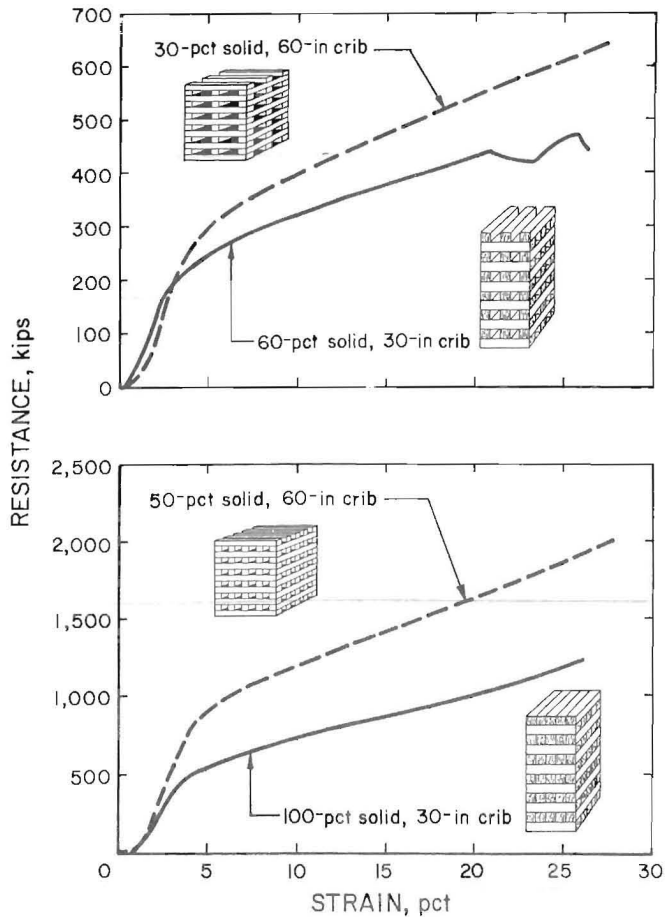 700
600
500
400
300
200
100
0
30-pct solid, 60-in crib
60-pct solid, 30-in crib
RESISTANCE, kips
2,500
2,000
1,500
1,000
500
50-pct solid, 60-in crib
100-pct solid, 30-in crib
0 5 10 15 20 25 30
STRAIN, pct